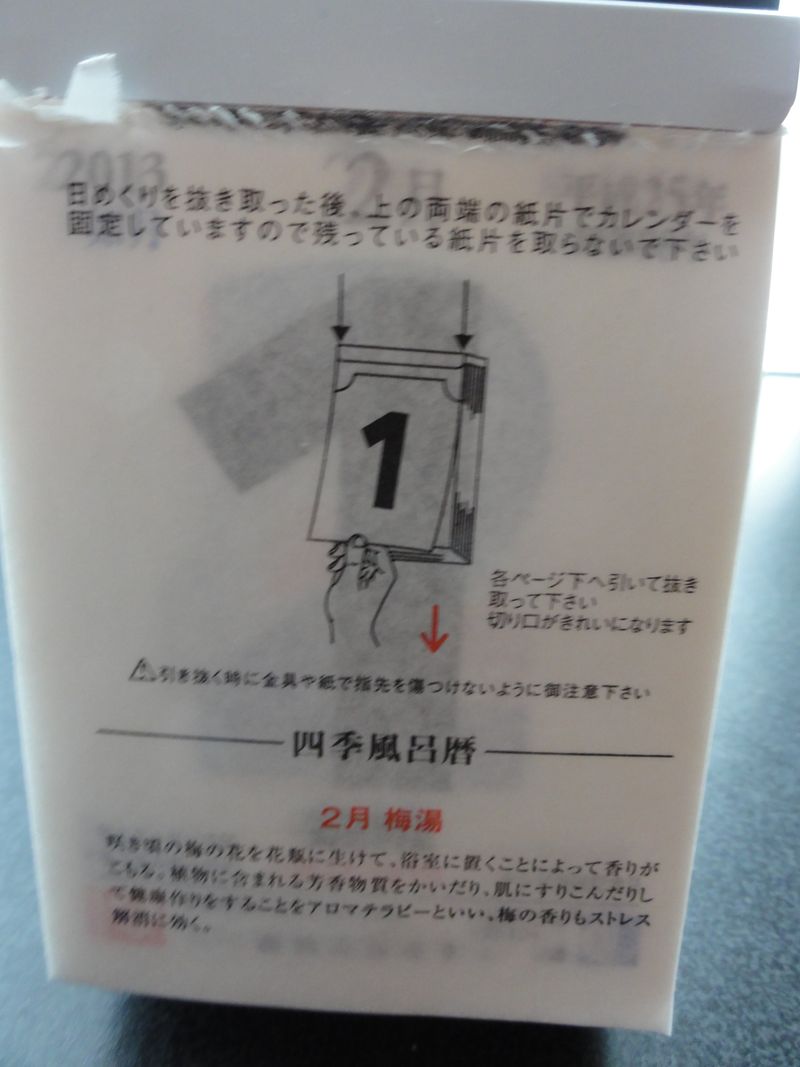 2013 2月 平成25年
日めくりを抜き取った後、上の両端の紙片でカレンダーを
固定していますので残っている紙片を取らないで下さい
1
各ページ下へ引いて抜き
取って下さい
切り口がきれいになります
引き抜く時に金具や紙で指先を傷つけないように御注意下さい
四季風呂暦
2月 梅湯
咲き頃の梅の花を花瓶に生けて、浴室に置くことによって香りが
こもる。植物に含まれる芳香物質をかいだり、肌にすりこんだりし
て健康作りをすることをアロマテラピーといい、梅の香りもストレス
解消に効く。